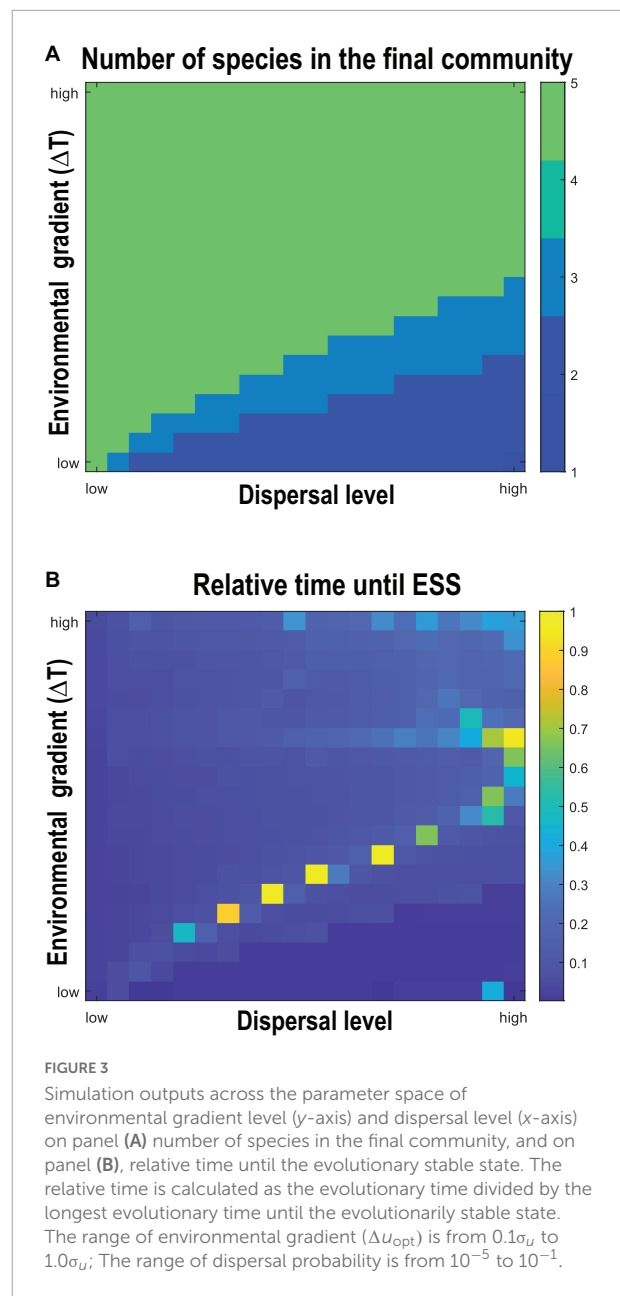 A Number of species in the final community
high
Environmental gradient (ΔT)
low
low
Dispersal level
high
5
4
3
2
1
B Relative time until ESS
high
Environmental gradient (ΔT)
low
low
Dispersal level
high
1
0.9
0.8
0.7
0.6
0.5
0.4
0.3
0.2
0.1
FIGURE 3
Simulation outputs across the parameter space of
environmental gradient level (y-axis) and dispersal level (x-axis)
on panel (A) number of species in the final community, and on
panel (B), relative time until the evolutionary stable state. The
relative time is calculated as the evolutionary time divided by the
longest evolutionary time until the evolutionarily stable state.
The range of environmental gradient (Δuopt) is from 0.1σu to
1.0σu; The range of dispersal probability is from 10⁻⁵ to 10⁻¹.